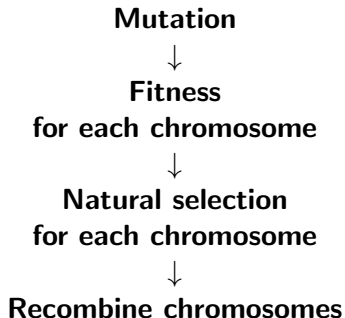 Mutation
↓
Fitness
for each chromosome
↓
Natural selection
for each chromosome
↓
Recombine chromosomes